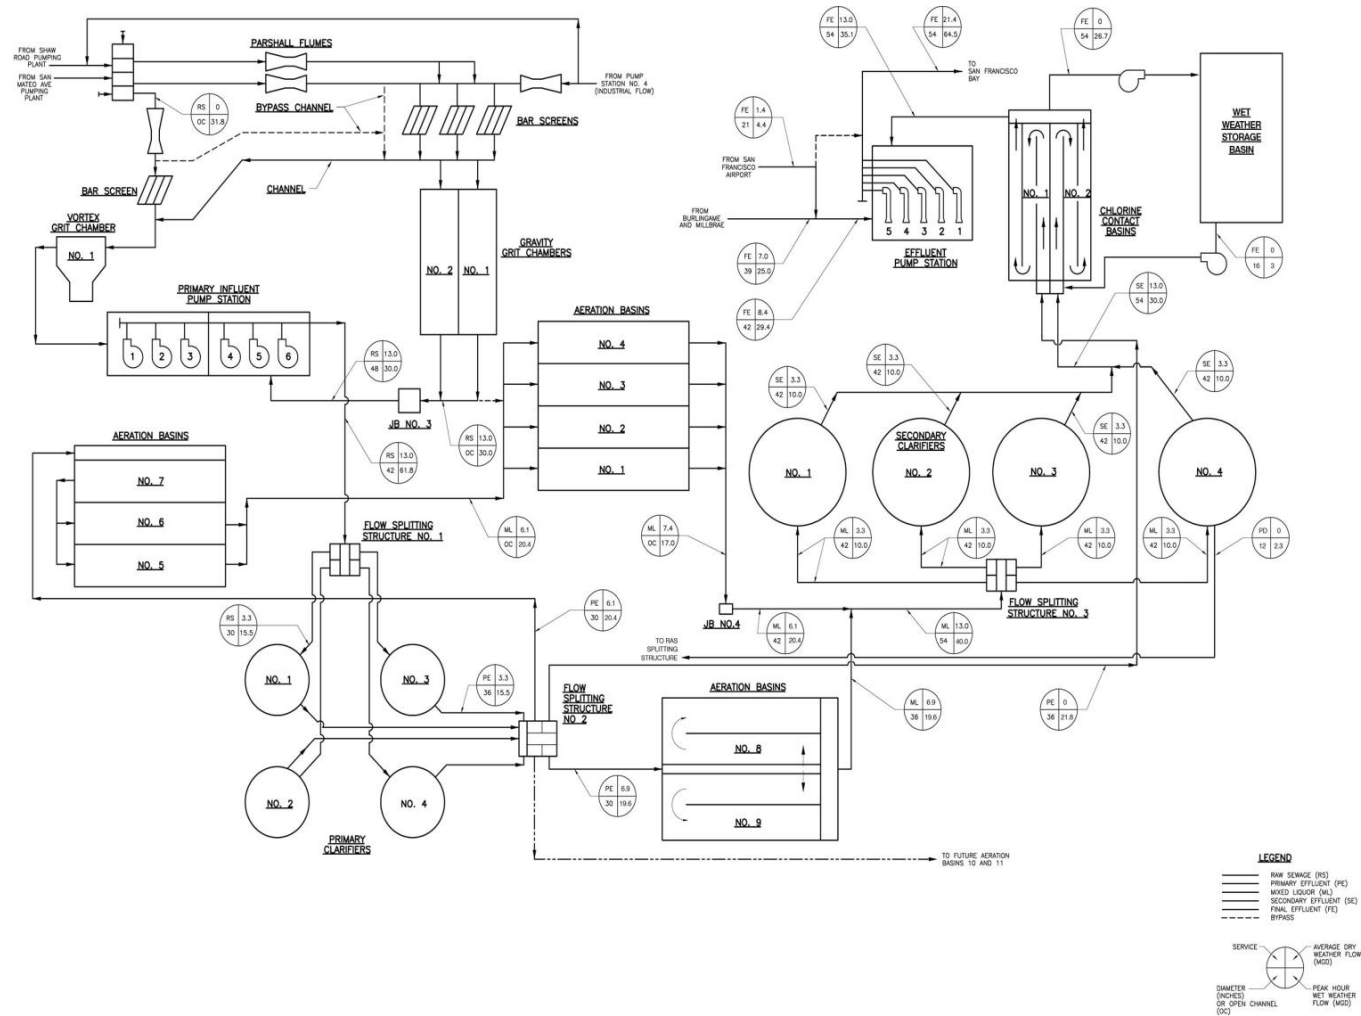 FROM SHAW
ROAD PUMPING
PLANT
FROM SAN
MATEO AVE
PUMPING
PLANT
PARSHALL FLUMES
RS 0
OC 31.8
BYPASS CHANNEL
BAR SCREENS
FROM PUMP
STATION NO. 4
(INDUSTRIAL FLOW)
BAR SCREEN
CHANNEL
VORTEX
GRIT CHAMBER
NO. 1
GRAVITY
GRIT CHAMBERS
NO. 2 NO. 1
PRIMARY INFLUENT
PUMP STATION
1 2 3 4 5 6
RS 13.0
48 30.0
JB NO. 3
RS 13.0
OC 30.0
RS 13.0
42 61.8
AERATION BASINS
NO. 7
NO. 6
NO. 5
ML 6.1
OC 20.4
FLOW SPLITTING
STRUCTURE NO. 1
AERATION BASINS
NO. 4
NO. 3
NO. 2
NO. 1
ML 7.4
OC 17.0
FE 13.0
54 35.1
FE 21.4
54 64.5
TO
SAN FRANCISCO
BAY
FE 1.4
21 4.4
FROM SAN
FRANCISCO
AIRPORT
FROM
BURLINGAME
AND MILLBRAE
5 4 3 2 1
EFFLUENT
PUMP STATION
FE 7.0
39 25.0
FE 8.4
42 29.4
FE 0
54 26.7
NO. 1 NO. 2
CHLORINE
CONTACT
BASINS
WET
WEATHER
STORAGE
BASIN
FE 0
16 3
SE 13.0
54 30.0
SE 3.3
42 10.0
SE 3.3
42 10.0
SE 3.3
42 10.0
SE 3.3
42 10.0
SECONDARY
CLARIFIERS
NO. 1
NO. 2
NO. 3
NO. 4
ML 3.3
42 10.0
ML 3.3
42 10.0
ML 3.3
42 10.0
ML 3.3
42 10.0
PD 0
12 2.3
FLOW SPLITTING
STRUCTURE NO. 3
JB NO.4
ML 6.1
42 20.4
ML 13.0
54 40.0
TO RAS
SPLITTING
STRUCTURE
RS 3.3
30 15.5
PE 6.1
30 20.4
NO. 1
NO. 3
PE 3.3
36 15.5
NO. 2
NO. 4
PRIMARY
CLARIFIERS
FLOW
SPLITTING
STRUCTURE
NO 2
PE 6.9
30 19.6
AERATION BASINS
NO. 8
NO. 9
ML 6.9
36 19.6
PE 0
36 21.8
TO FUTURE AERATION
BASINS 10 AND 11
LEGEND
RAW SEWAGE (RS)
PRIMARY EFFLUENT (PE)
MIXED LIQUOR (ML)
SECONDARY EFFLUENT (SE)
FINAL EFFLUENT (FE)
BYPASS
SERVICE
AVERAGE DRY
WEATHER FLOW
(MGD)
DIAMETER
(INCHES)
OR OPEN CHANNEL
(OC)
PEAK HOUR
WET WEATHER
FLOW (MGD)